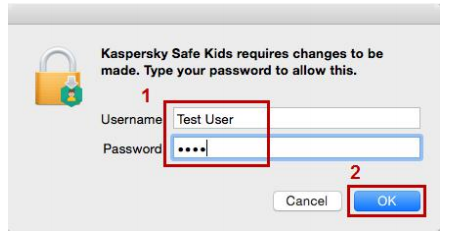 Kaspersky Safe Kids requires changes to be
made. Type your password to allow this.
1
Username Test User
Password ••••
2
Cancel OK